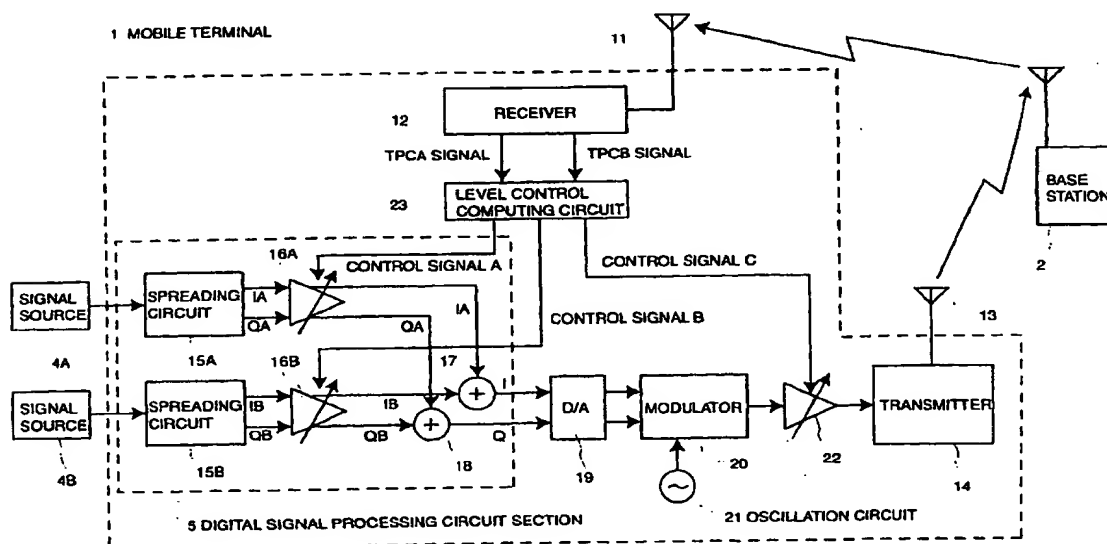 1 MOBILE TERMINAL
11
12
RECEIVER
TPCA SIGNAL
TPCB SIGNAL
23
LEVEL CONTROL
COMPUTING CIRCUIT
BASE
STATION
2
16A
CONTROL SIGNAL A
CONTROL SIGNAL C
SIGNAL
SOURCE
SPREADING
CIRCUIT
IA
QA
IA
CONTROL SIGNAL B
13
4A
15A
16B
QA
17
SIGNAL
SOURCE
SPREADING
CIRCUIT
IB
QB
IB
QB
I
Q
D/A
MODULATOR
TRANSMITTER
4B
15B
18
19
20
22
14
5 DIGITAL SIGNAL PROCESSING CIRCUIT SECTION
21 OSCILLATION CIRCUIT